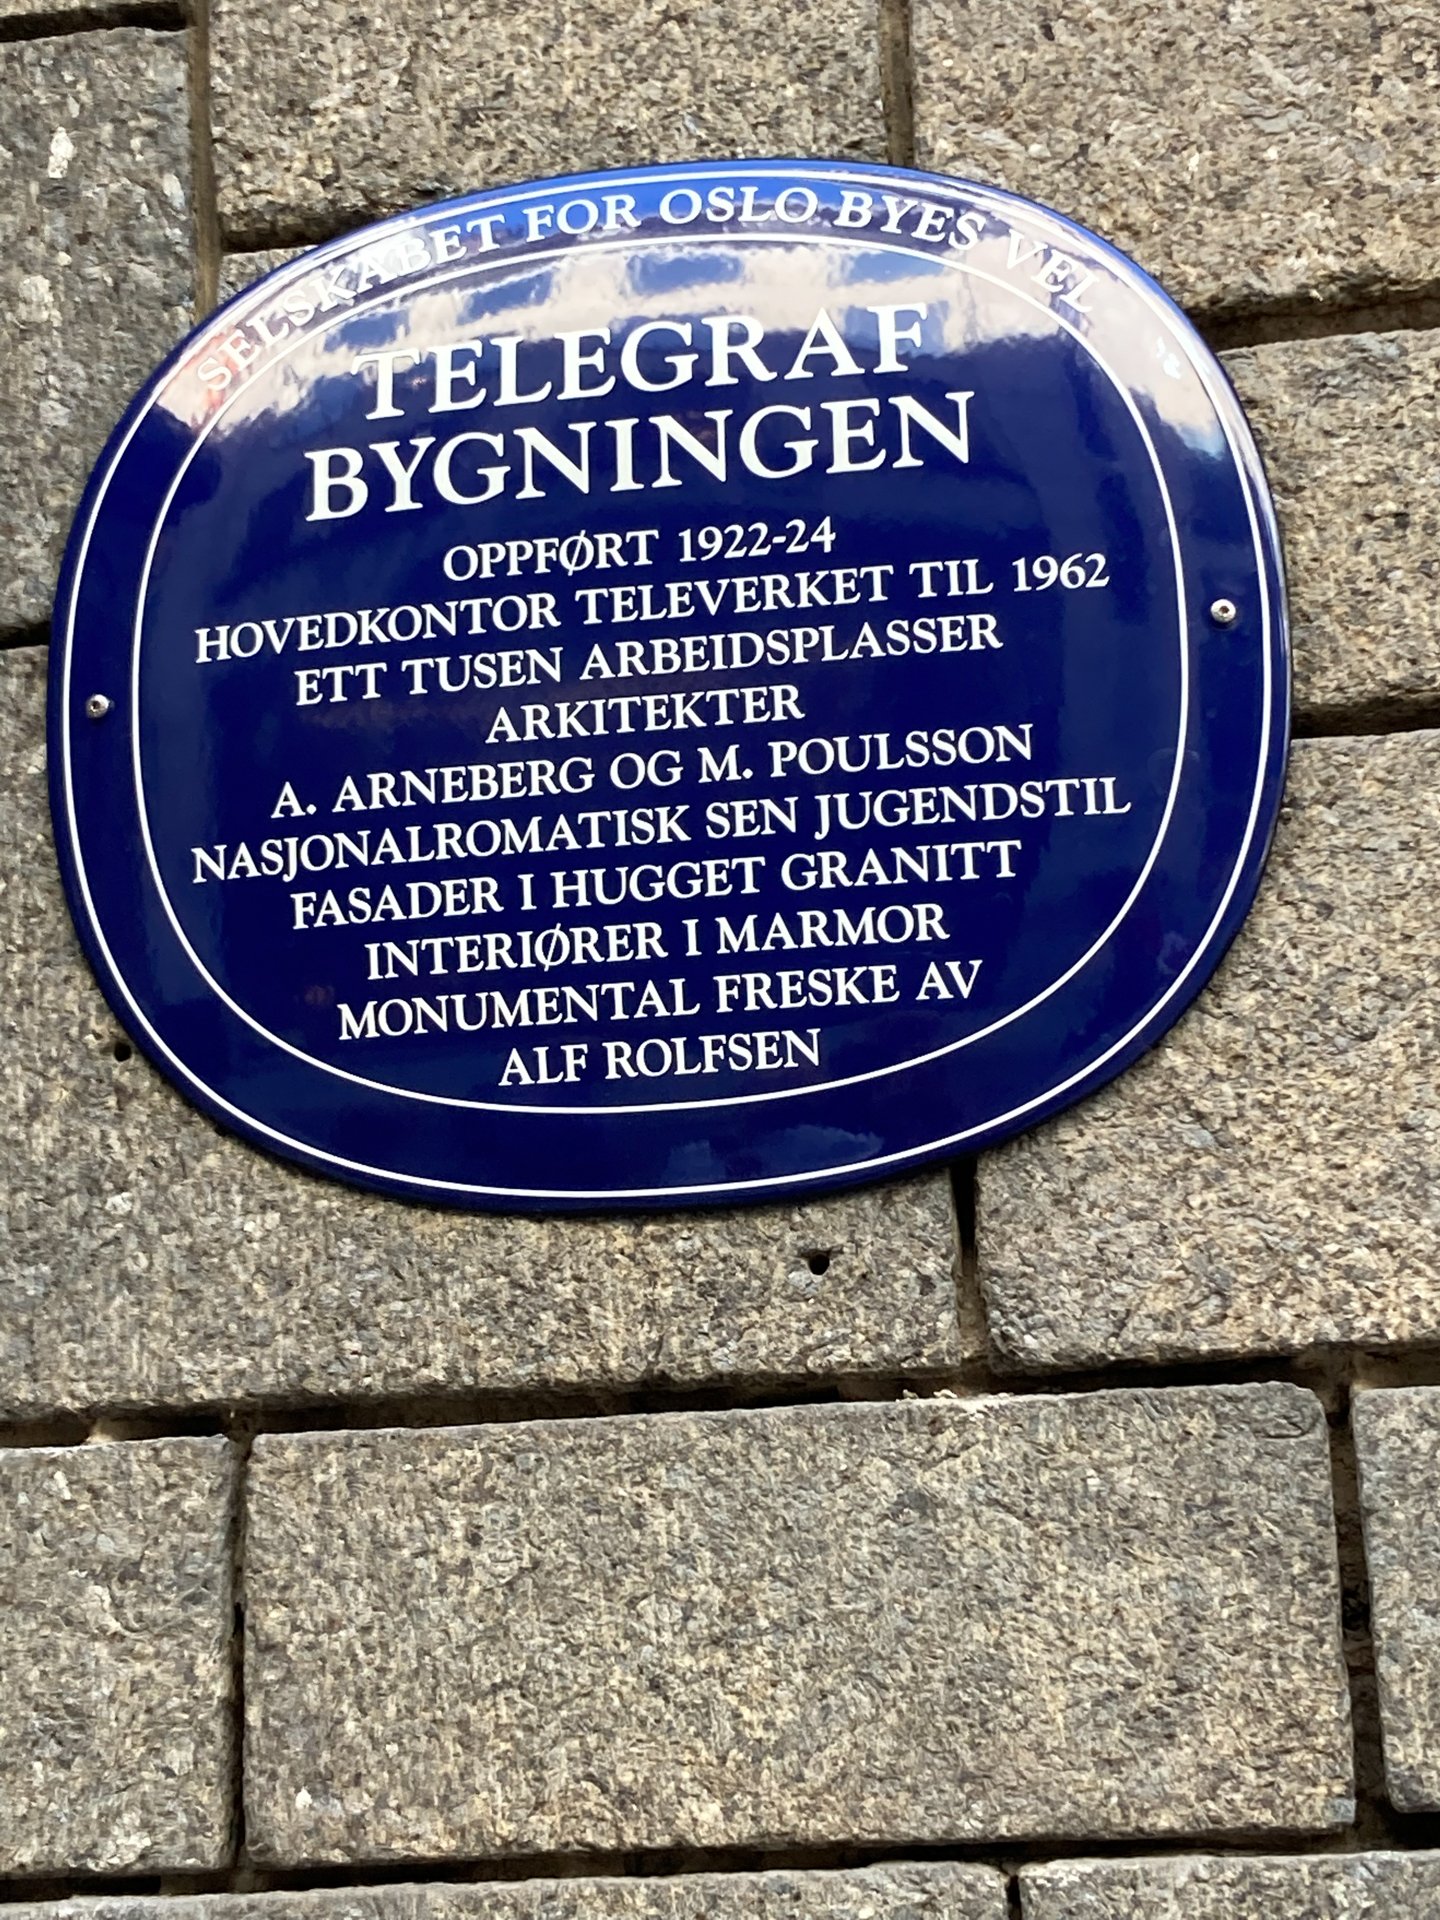 SELSKABET FOR OSLO BYES VEL
TELEGRAF
BYGNINGEN
OPPFØRT 1922-24
HOVEDKONTOR TELEVERKET TIL 1962
ETT TUSEN ARBEIDSPLASSER
ARKITEKTER
A. ARNEBERG OG M. POULSSON
NASJONALROMATISK SEN JUGENDSTIL
FASADER I HUGGET GRANITT
INTERIØRER I MARMOR
MONUMENTAL FRESKE AV
ALF ROLFSEN